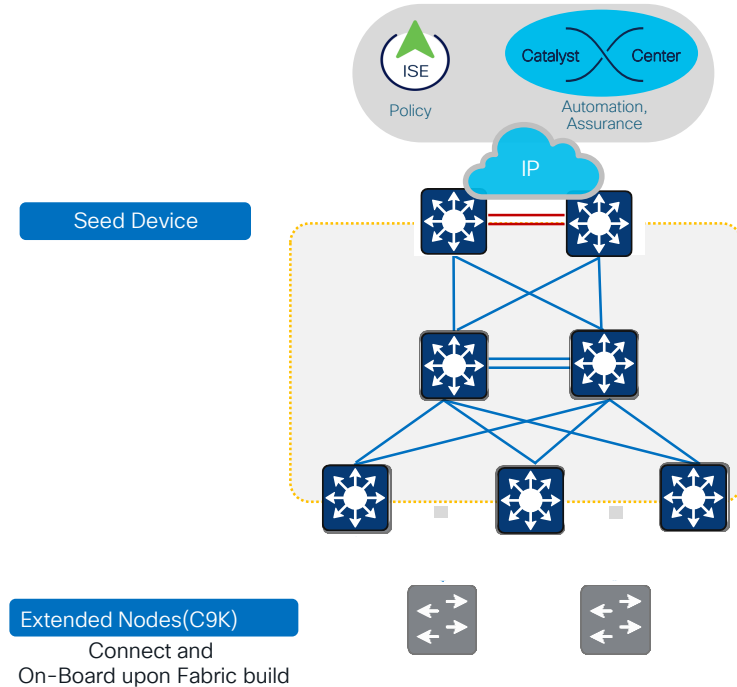 ISE
Catalyst Center
Policy
Automation,
Assurance
IP
Seed Device
Extended Nodes(C9K)
Connect and
On-Board upon Fabric build